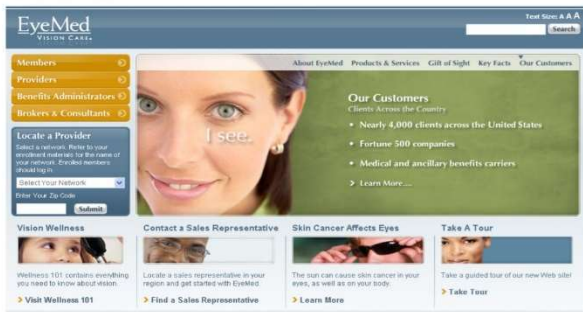 EyeMed
VISION CARE.
Text Size: A A A
Search
Members
Providers
Benefits Administrators
Brokers & Consultants
About EyeMed Products & Services Gift of Sight Key Facts Our Customers
I see.
Our Customers
Clients Across the Country
• Nearly 4,000 clients across the United States
• Fortune 500 companies
• Medical and ancillary benefits carriers
> Learn More...
Locate a Provider
Select a network. Refer to your
enrollment materials for the name of
your network. Enrolled members
should log in.
Select Your Network
Enter Your Zip Code
Submit
Vision Wellness
Wellness 101 contains everything
you need to know about vision.
> Visit Wellness 101
Contact a Sales Representative
Locate a sales representative in your
region and get started with EyeMed.
> Find a Sales Representative
Skin Cancer Affects Eyes
The sun can cause skin cancer in your
eyes, as well as on your body.
> Learn More
Take A Tour
Take a guided tour of our new Web site!
> Take Tour